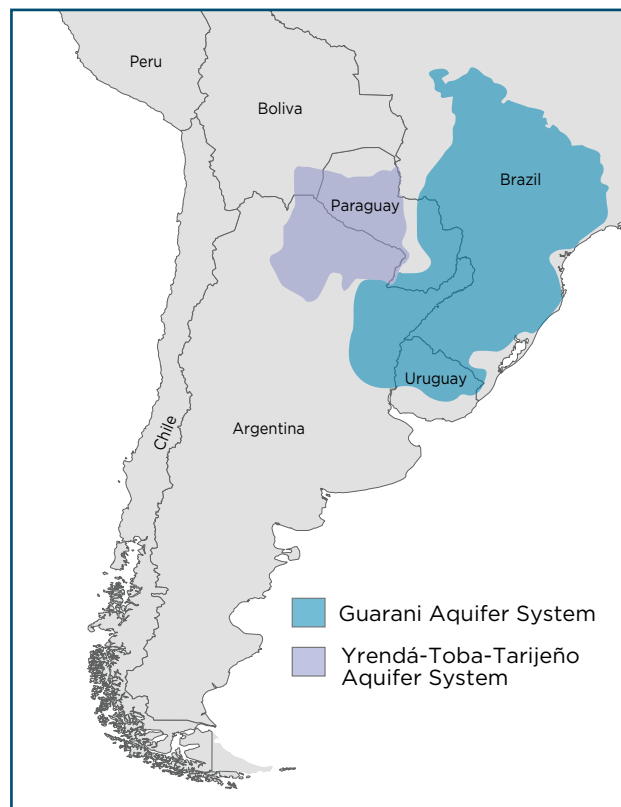 Peru
Boliva
Brazil
Paraguay
Uruguay
Chile
Argentina
Guarani Aquifer System
Yrendá-Toba-Tarijeño
Aquifer System